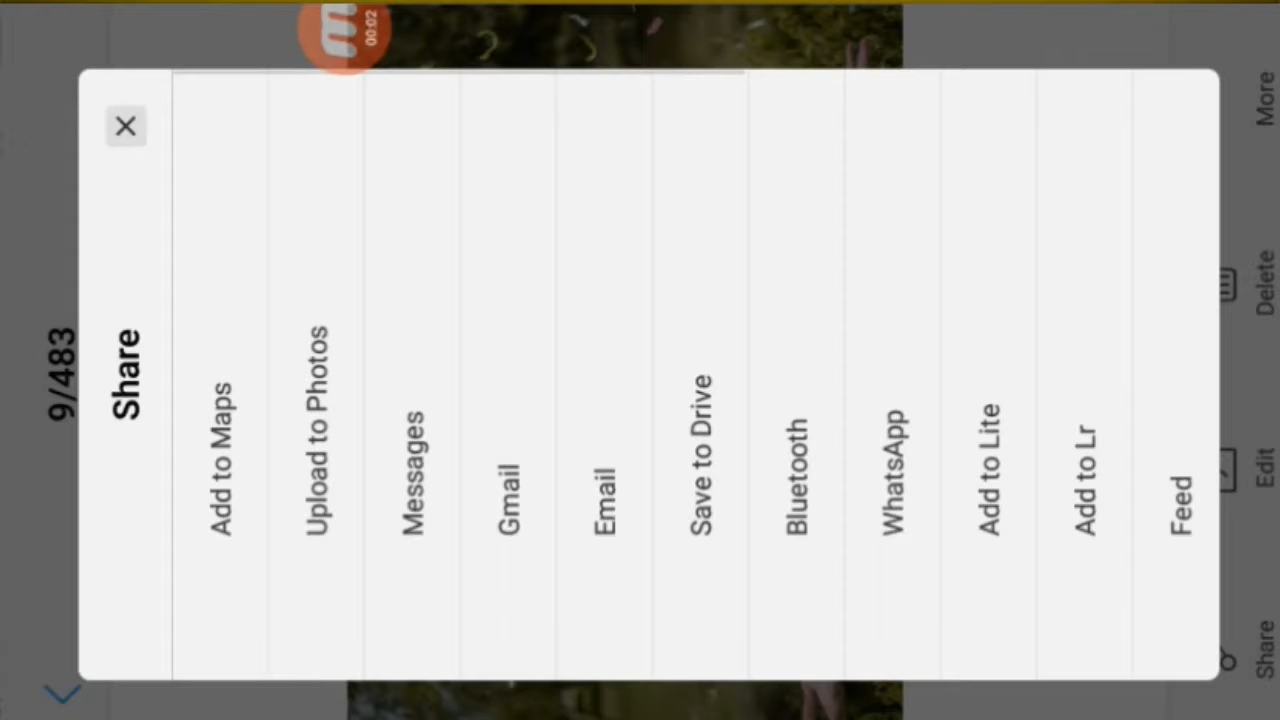 9/483
m
00:02
Share
Add to Maps
Upload to Photos
Messages
Gmail
Email
Save to Drive
Bluetooth
WhatsApp
Add to Lite
Add to Lr
Feed
Share
Edit
Delete
More